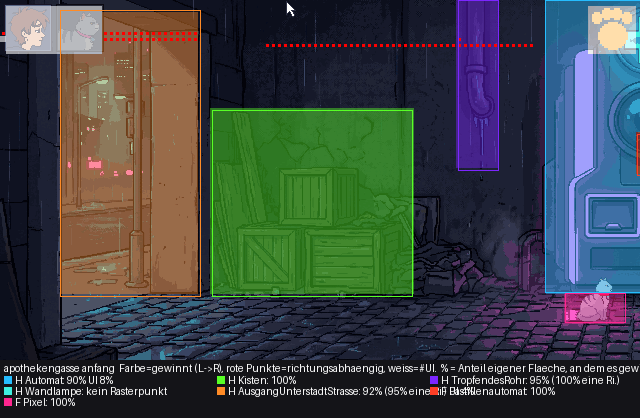 apothekengasse anfang Farbe=gewinnt (L->R), rote Punkte=richtungsabhaengig, weiss=#UI. % = Anteil eigener Flaeche, an dem es gew
H Automat: 90% UI 8% H Kisten: 100% H TropfendesRohr: 95% (100% eine Ri.)
H Wandlampe: kein Rasterpunkt H AusgangUnterstadtStrasse: 92% (95% eine Ri.)
F Pixel: 100%